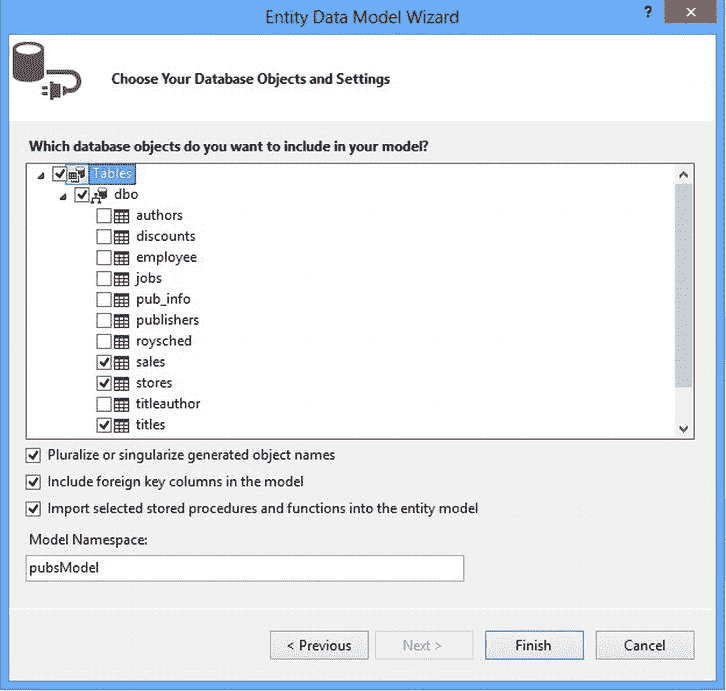 Entity Data Model Wizard
?
Choose Your Database Objects and Settings
Which database objects do you want to include in your model?
Tables
dbo
authors
discounts
employee
jobs
pub_info
publishers
roysched
sales
stores
titleauthor
titles
Pluralize or singularize generated object names
Include foreign key columns in the model
Import selected stored procedures and functions into the entity model
Model Namespace:
pubsModel
< Previous
Next >
Finish
Cancel